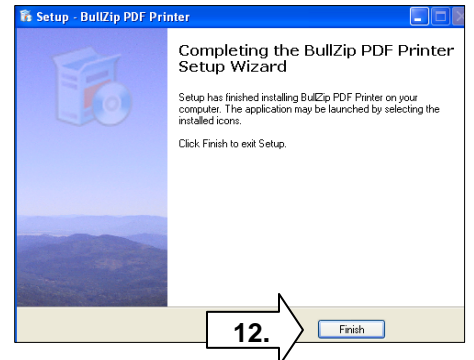 Setup - BullZip PDF Printer
Completing the BullZip PDF Printer
Setup Wizard
Setup has finished installing BullZip PDF Printer on your
computer. The application may be launched by selecting the
installed icons.
Click Finish to exit Setup.
12.
Finish